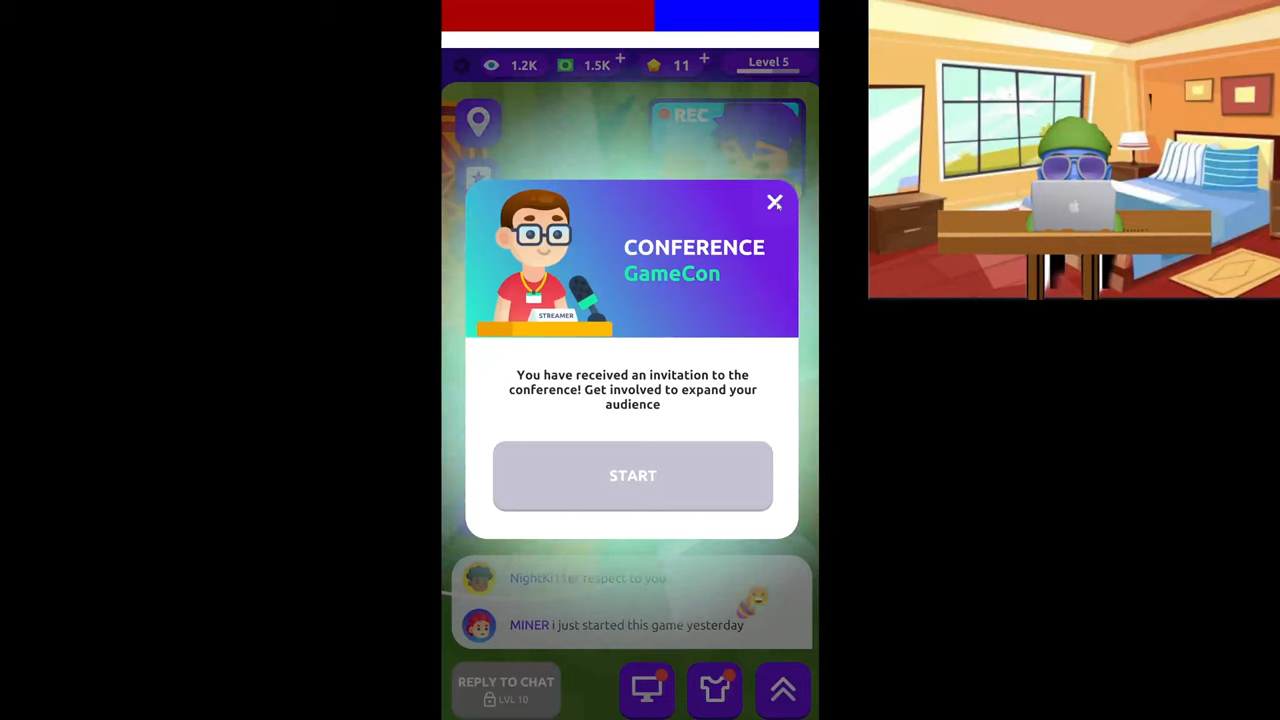 1.2K
1.5K +
11 +
Level 5
REC
CONFERENCE
GameCon
STREAMER
You have received an invitation to the
conference! Get involved to expand your
audience
START
NightKi11er respect to you
MINER i just started this game yesterday
REPLY TO CHAT
LVL 10